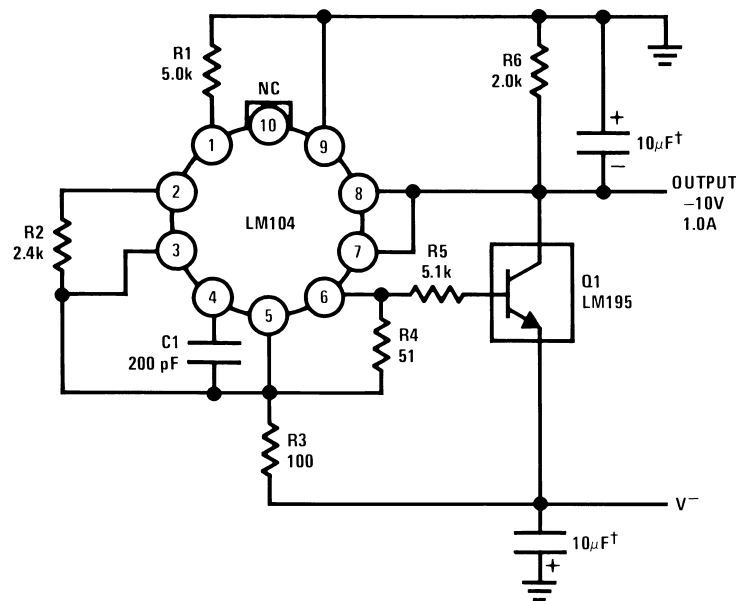 R1
5.0k
NC
10
1
9
R6
2.0k
+
10μF†
−
2
8
OUTPUT
−10V
1.0A
LM104
R2
2.4k
3
7
R5
5.1k
Q1
LM195
4
5
6
C1
200 pF
R4
51
R3
100
V−
10μF†
+